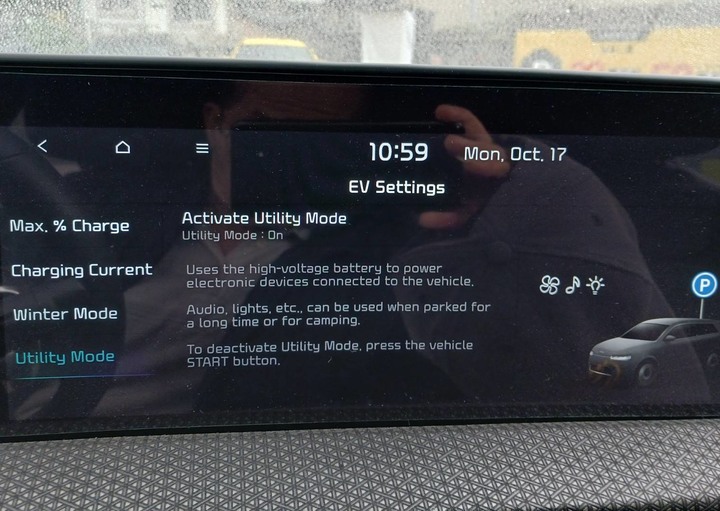 10:59 Mon, Oct. 17
EV Settings
Max. % Charge
Charging Current
Winter Mode
Utility Mode
Activate Utility Mode
Utility Mode : On
Uses the high-voltage battery to power
electronic devices connected to the vehicle.
Audio, lights, etc., can be used when parked for
a long time or for camping.
To deactivate Utility Mode, press the vehicle
START button.
P